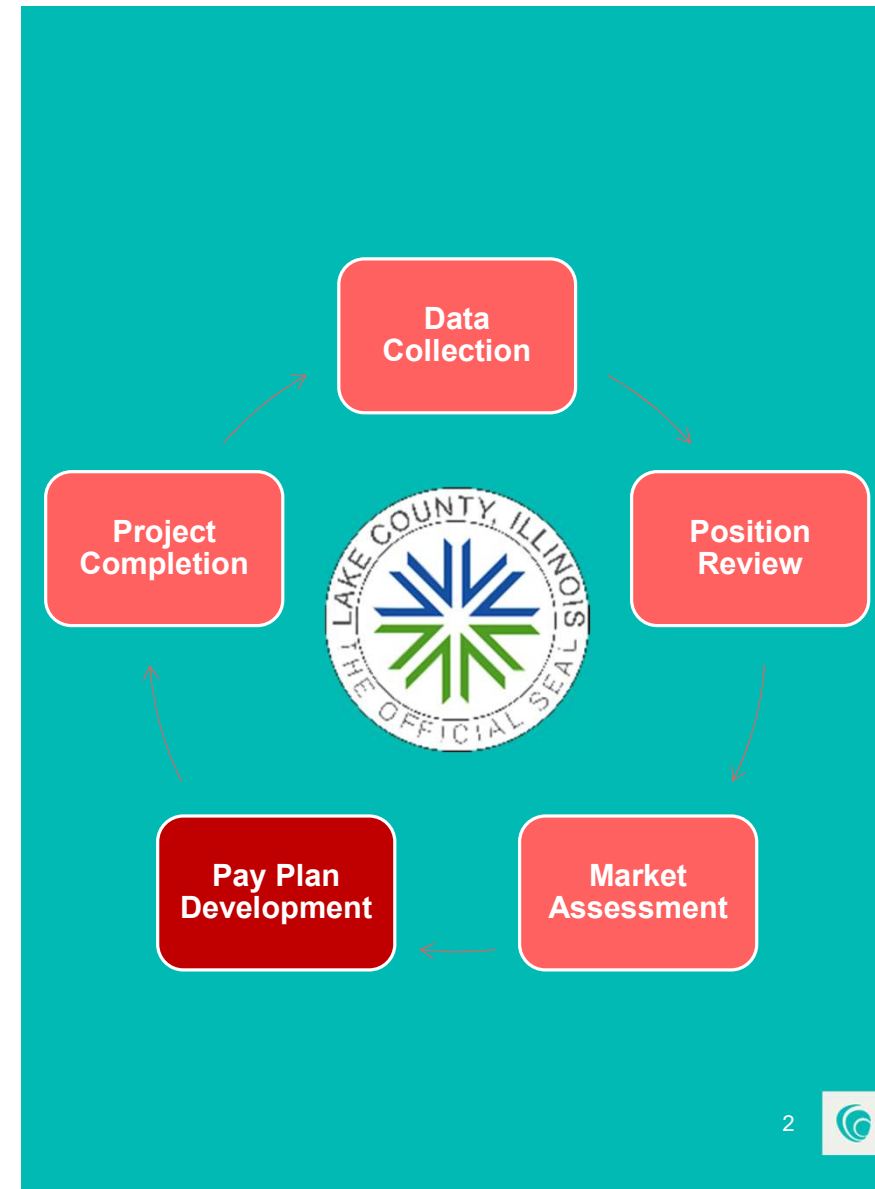 Data
Collection
Position
Review
Market
Assessment
Pay Plan
Development
Project
Completion
LAKE COUNTY, ILLINOIS
THE OFFICIAL SEAL
2